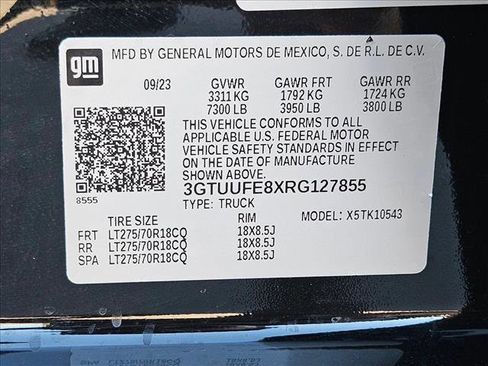 gm
MFD BY GENERAL MOTORS DE MEXICO, S. DE R.L. DE C.V.
09/23 GVWR GAWR FRT GAWR RR
3311 KG 1792 KG 1724 KG
7300 LB 3950 LB 3800 LB
THIS VEHICLE CONFORMS TO ALL
APPLICABLE U.S. FEDERAL MOTOR
VEHICLE SAFETY STANDARDS IN EFFECT
ON THE DATE OF MANUFACTURE SHOWN
ABOVE.
3GTUUFE8XRG127855
8555 TYPE: TRUCK
MODEL: X5TK10543
TIRE SIZE RIM
FRT LT275/70R18CQ 18X8.5J
RR LT275/70R18CQ 18X8.5J
SPA LT275/70R18CQ 18X8.5J